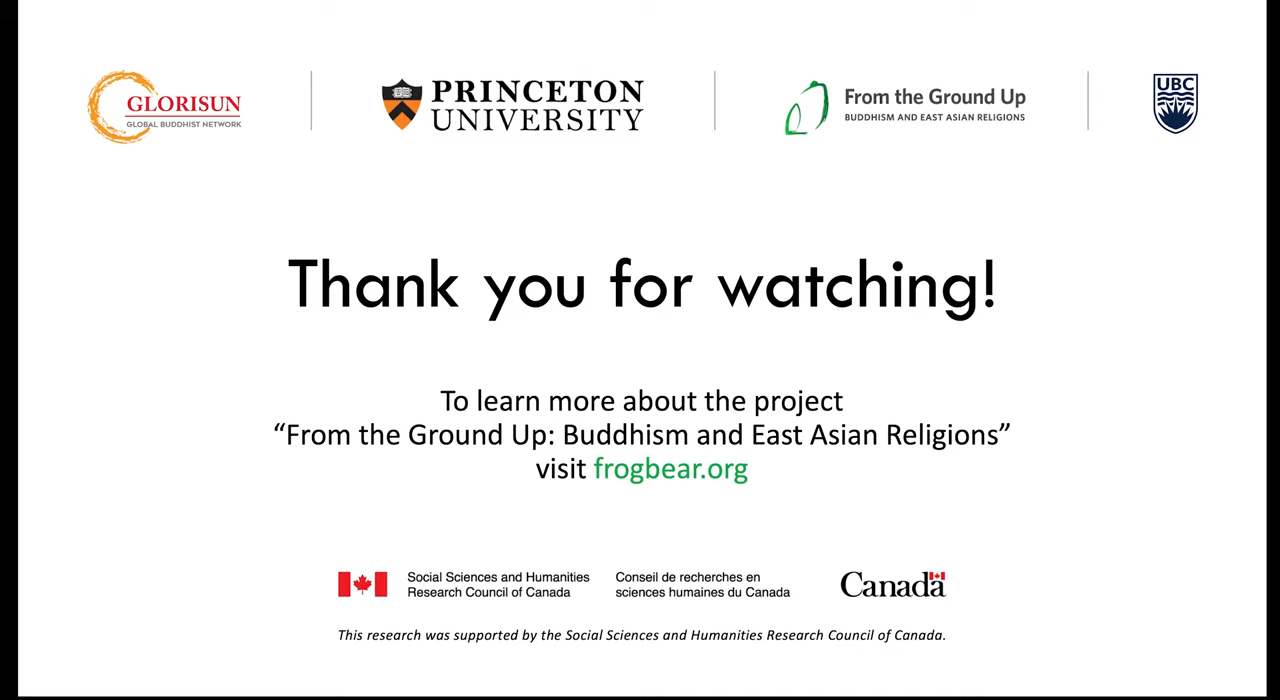 GLORISUN
GLOBAL BUDDHIST NETWORK
PRINCETON
UNIVERSITY
From the Ground Up
BUDDHISM AND EAST ASIAN RELIGIONS
UBC
Thank you for watching!
To learn more about the project
“From the Ground Up: Buddhism and East Asian Religions”
visit frogbear.org
Social Sciences and Humanities
Research Council of Canada
Conseil de recherches en
sciences humaines du Canada
Canada
This research was supported by the Social Sciences and Humanities Research Council of Canada.